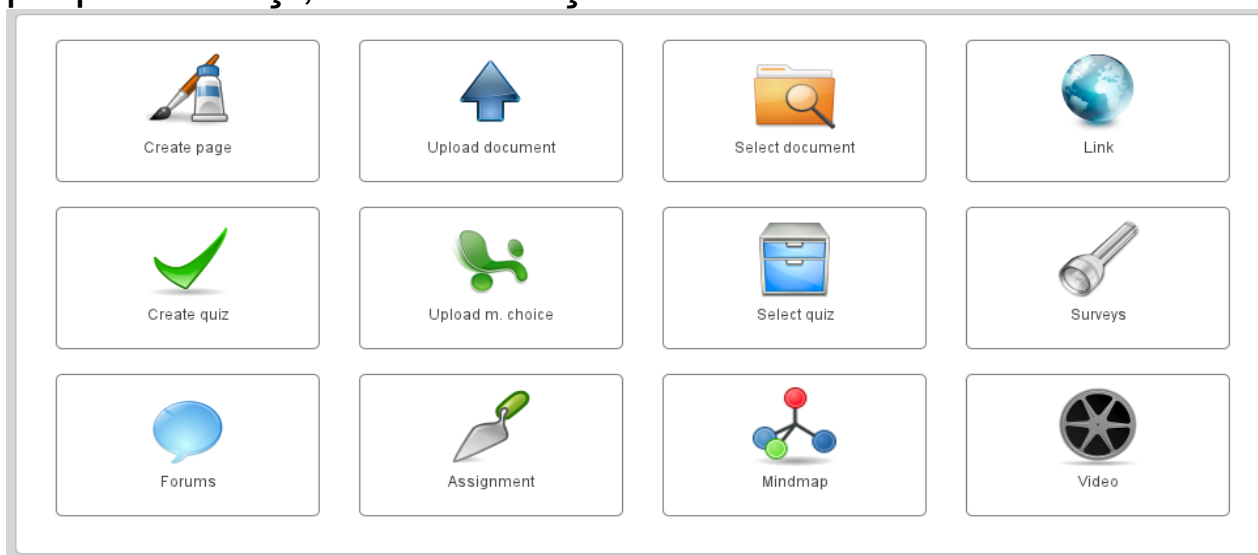 Create page
Upload document
Select document
Link
Create quiz
Upload m. choice
Select quiz
Surveys
Forums
Assignment
Mindmap
Video